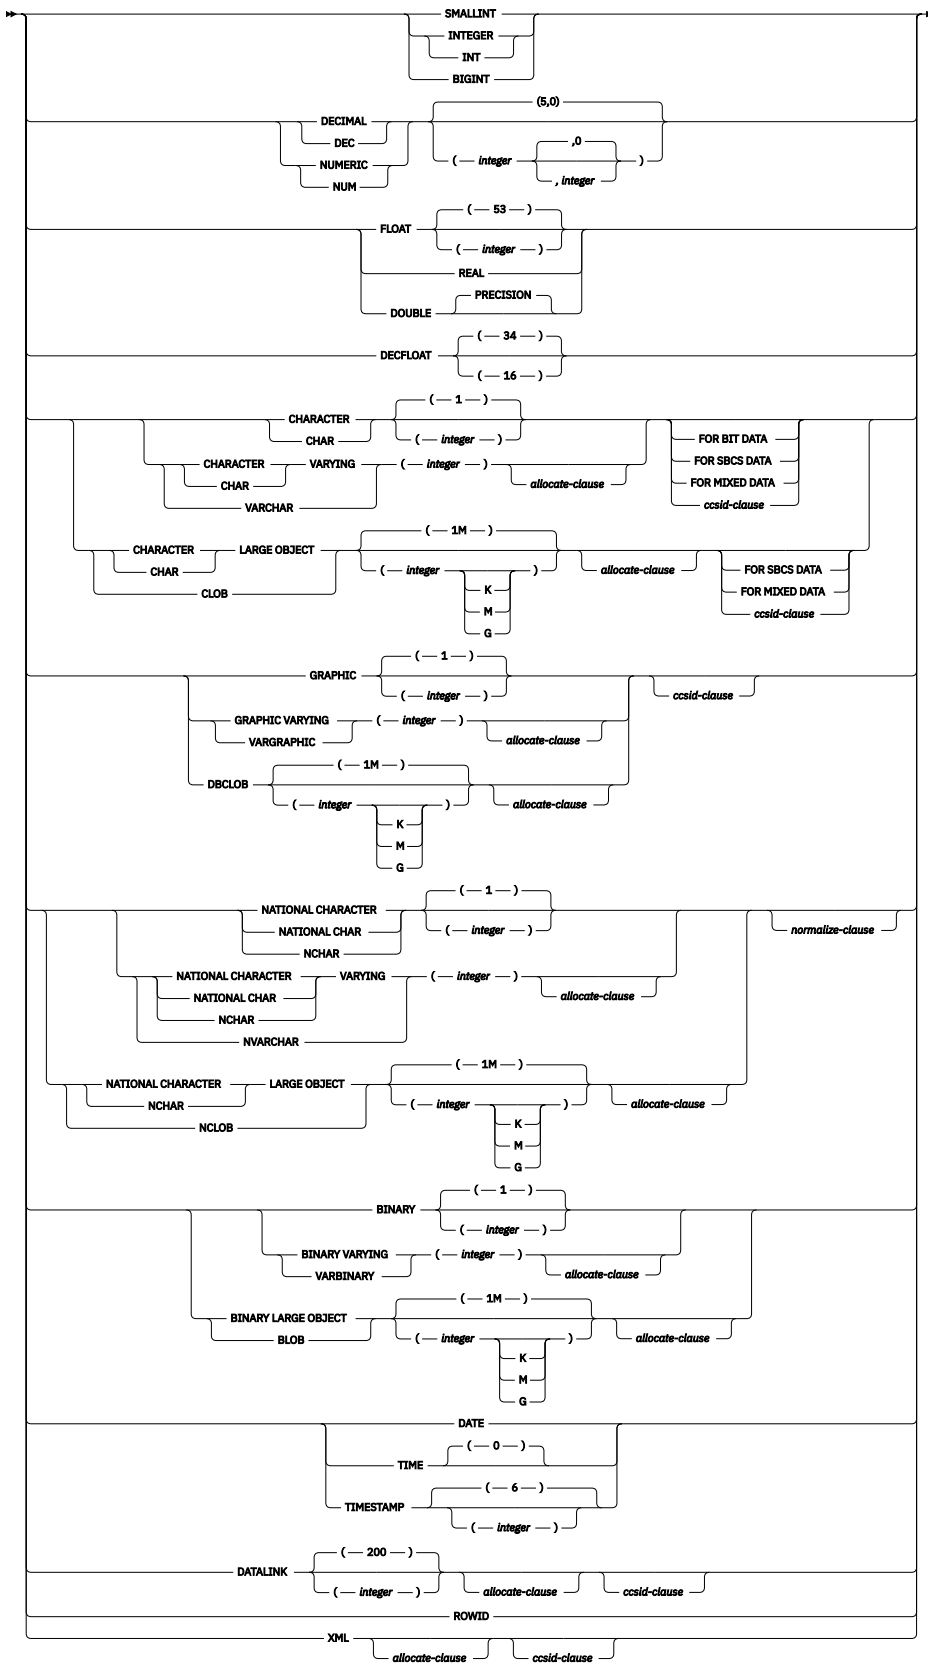 SMALLINT
INTEGER
INT
BIGINT
(5,0)
DECIMAL
DEC
( integer ,0 )
NUMERIC
, integer
NUM
( 53 )
FLOAT
( integer )
REAL
PRECISION
DOUBLE
( 34 )
DECFLOAT
( 16 )
( 1 )
CHARACTER
CHAR ( integer ) FOR BIT DATA
CHARACTER VARYING ( integer ) FOR SBCS DATA
CHAR allocate-clause FOR MIXED DATA
VARCHAR ccsid-clause
( 1M )
CHARACTER LARGE OBJECT
CHAR ( integer ) allocate-clause FOR SBCS DATA
CLOB K FOR MIXED DATA
M ccsid-clause
G
( 1 )
GRAPHIC
( integer ) ccsid-clause
GRAPHIC VARYING ( integer )
VARGRAPHIC allocate-clause
( 1M )
DBCLOB
( integer ) allocate-clause
K
M
G
( 1 )
NATIONAL CHARACTER
NATIONAL CHAR ( integer ) normalize-clause
NCHAR
NATIONAL CHARACTER VARYING ( integer )
NATIONAL CHAR allocate-clause
NCHAR
NVARCHAR
( 1M )
NATIONAL CHARACTER LARGE OBJECT
NCHAR ( integer ) allocate-clause
NCLOB K
M
G
( 1 )
BINARY
( integer )
BINARY VARYING ( integer )
VARBINARY allocate-clause
( 1M )
BINARY LARGE OBJECT
BLOB ( integer ) allocate-clause
K
M
G
DATE
( 0 )
TIME
( 6 )
TIMESTAMP
( integer )
( 200 )
DATALINK
( integer ) allocate-clause ccsid-clause
ROWID
XML
allocate-clause ccsid-clause